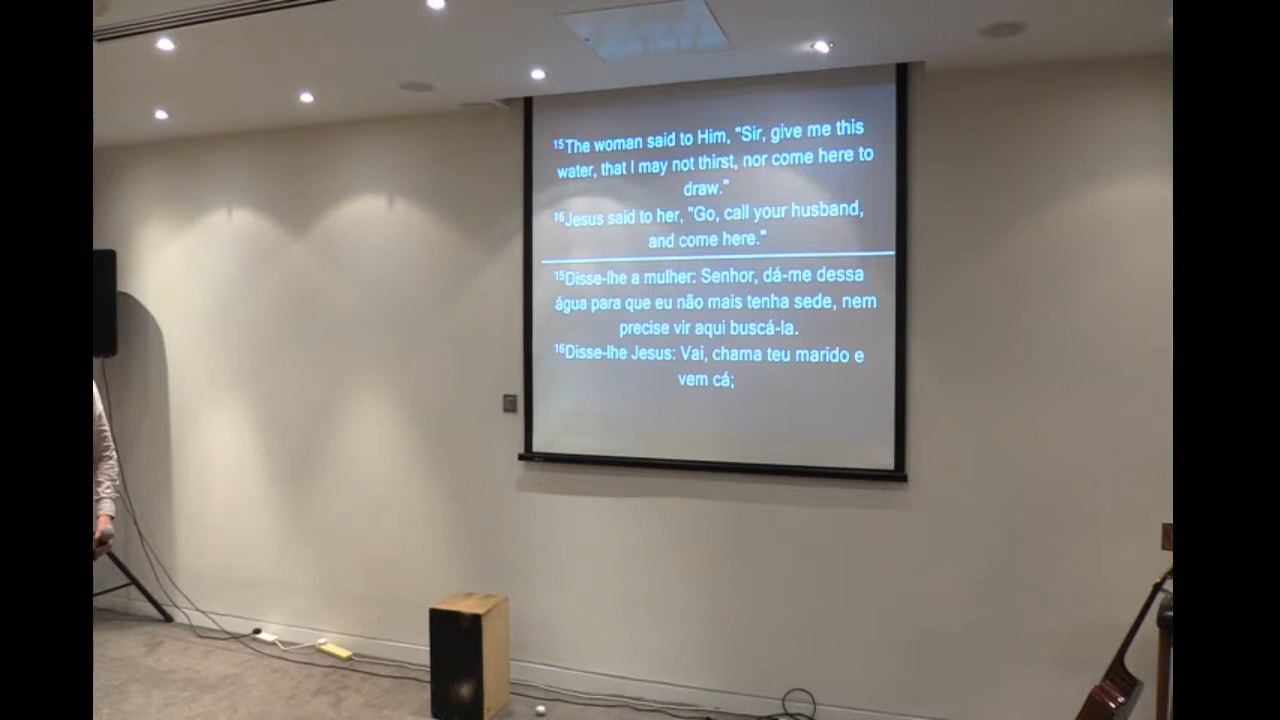 15The woman said to Him, "Sir, give me this
water, that I may not thirst, nor come here to
draw."
16Jesus said to her, "Go, call your husband,
and come here."
15Disse-lhe a mulher: Senhor, dá-me dessa
água para que eu não mais tenha sede, nem
precise vir aqui buscá-la.
16Disse-lhe Jesus: Vai, chama teu marido e
vem cá;